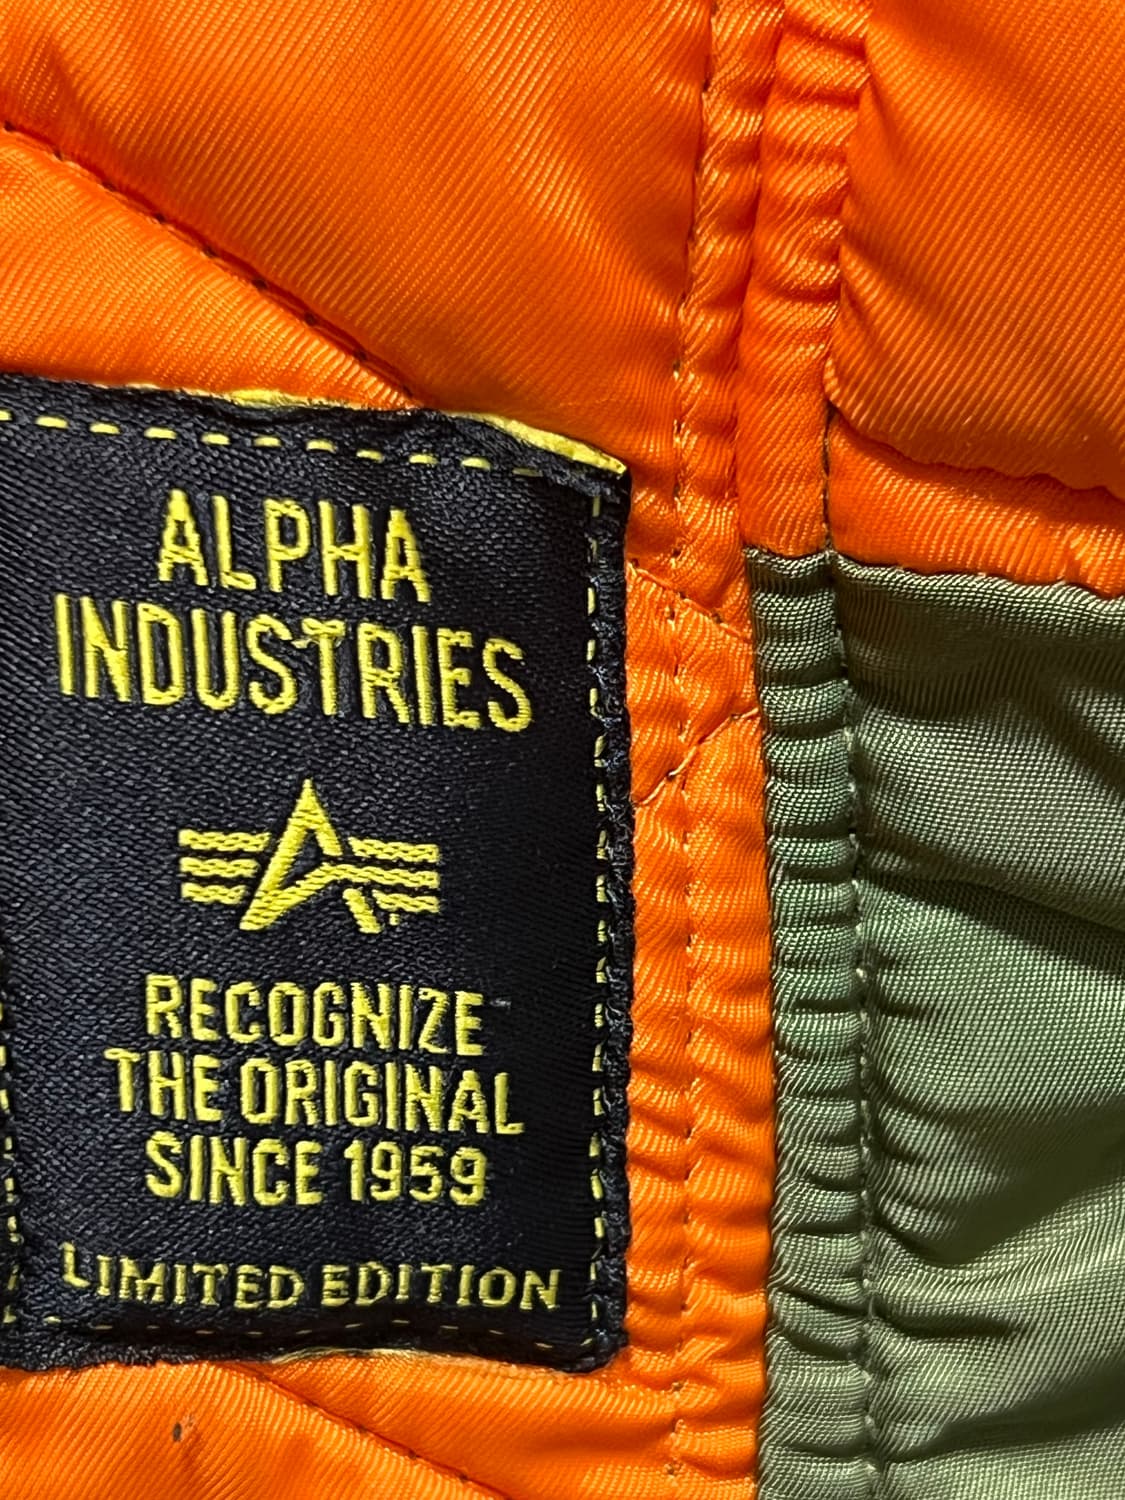 ALPHA
INDUSTRIES
RECOGNIZE
THE ORIGINAL
SINCE 1959
LIMITED EDITION